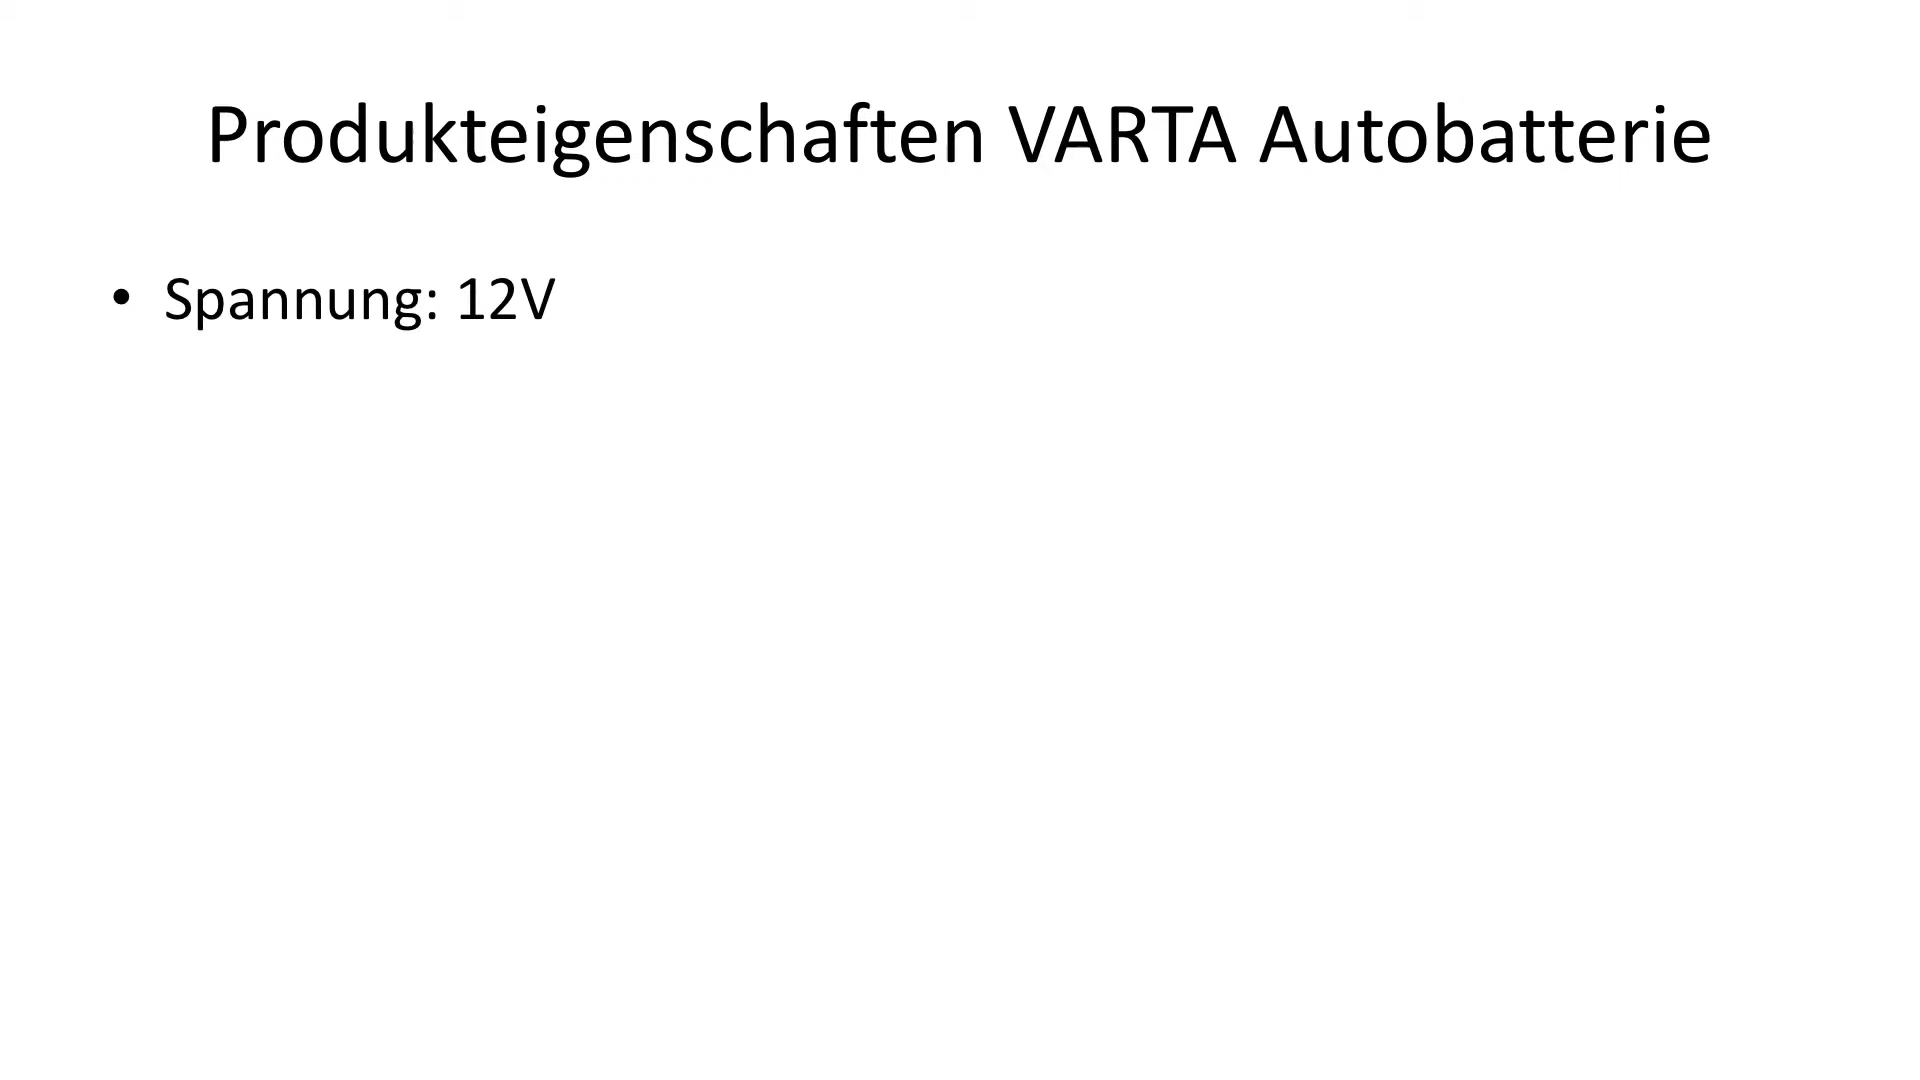 Produkteigenschaften VARTA Autobatterie
• Spannung: 12V